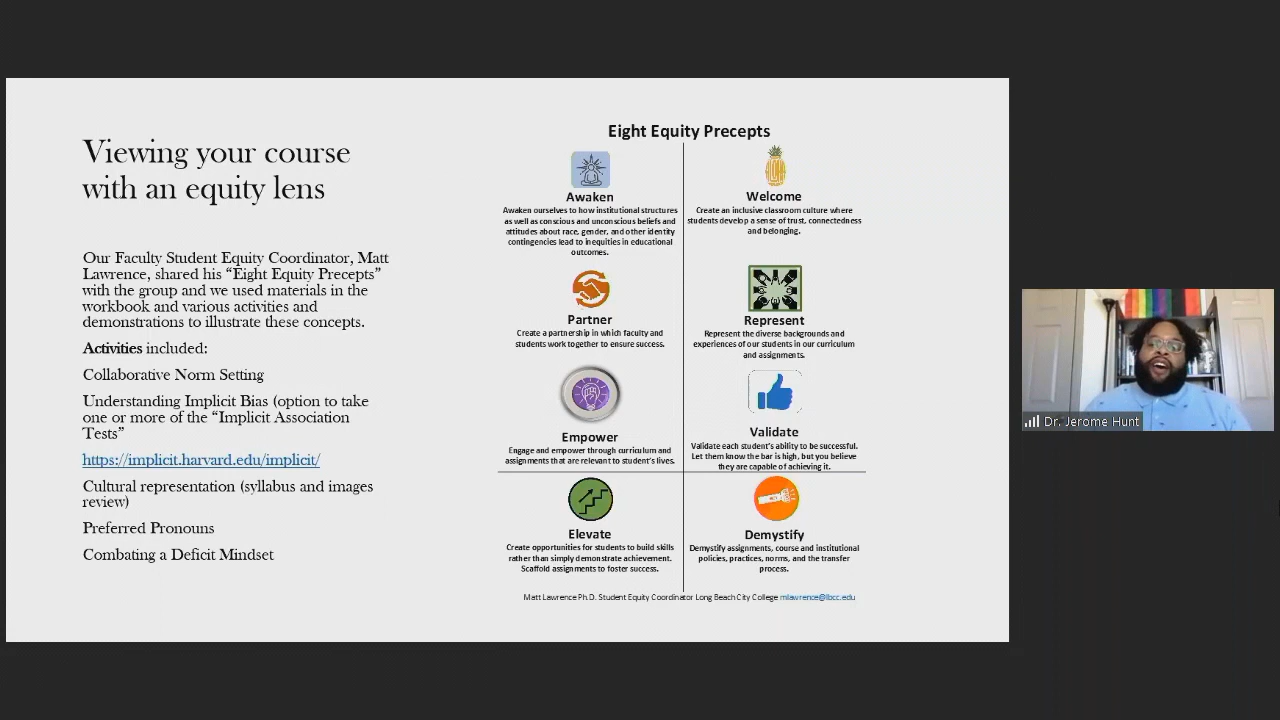 Viewing your course
with an equity lens
Our Faculty Student Equity Coordinator, Matt
Lawrence, shared his “Eight Equity Precepts”
with the group and we used materials in the
workbook and various activities and
demonstrations to illustrate these concepts.
Activities included:
Collaborative Norm Setting
Understanding Implicit Bias (option to take
one or more of the “Implicit Association
Tests”
https://implicit.harvard.edu/implicit/
Cultural representation (syllabus and images
review)
Preferred Pronouns
Combating a Deficit Mindset
Eight Equity Precepts
Awaken
Awaken ourselves to how institutional structures
as well as conscious and unconscious beliefs and
attitudes about race, gender, and other identity
contingencies lead to inequities in educational
outcomes.
Welcome
Create an inclusive classroom culture where
students develop a sense of trust, connectedness
and belonging.
Partner
Create a partnership in which faculty and
students work together to ensure success.
Represent
Represent the diverse backgrounds and
experiences of our students in our curriculum
and assignments.
Empower
Engage and empower through curriculum and
assignments that are relevant to student’s lives.
Validate
Validate each student’s ability to be successful.
Let them know the bar is high, but you believe
they are capable of achieving it.
Elevate
Create opportunities for students to build skills
rather than simply demonstrate achievement.
Scaffold assignments to foster success.
Demystify
Demystify assignments, course and institutional
policies, practices, norms, and the transfer
process.
Matt Lawrence Ph.D. Student Equity Coordinator Long Beach City College mlawrence@lbcc.edu
Dr. Jerome Hunt